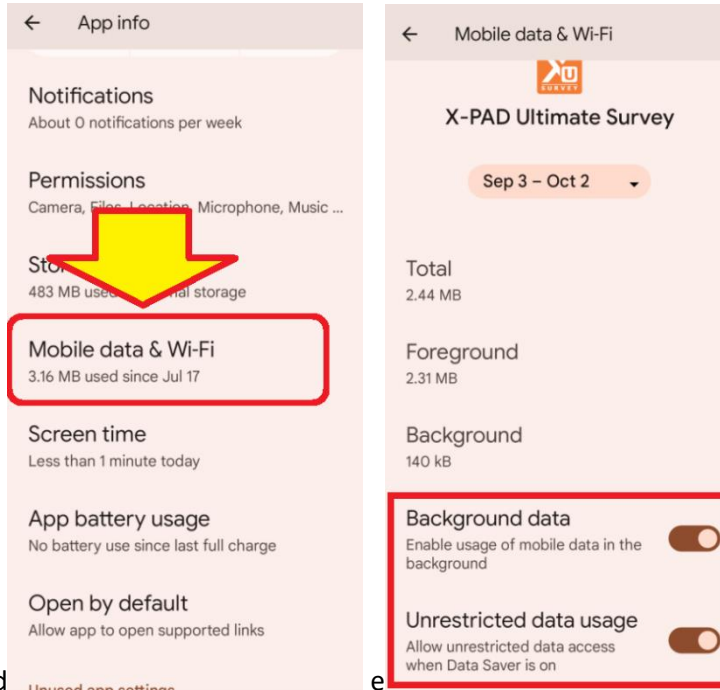 App info
Notifications
About 0 notifications per week
Permissions
Camera, Files, Location, Microphone, Music ...
483 MB used
Mobile data & Wi-Fi
3.16 MB used since Jul 17
Screen time
Less than 1 minute today
App battery usage
No battery use since last full charge
Open by default
Allow app to open supported links
Unused app settings
d
Mobile data & Wi-Fi
XU
SURVEY
X-PAD Ultimate Survey
Sep 3 – Oct 2
Total
2.44 MB
Foreground
2.31 MB
Background
140 kB
Background data
Enable usage of mobile data in the
background
Unrestricted data usage
Allow unrestricted data access
when Data Saver is on
e